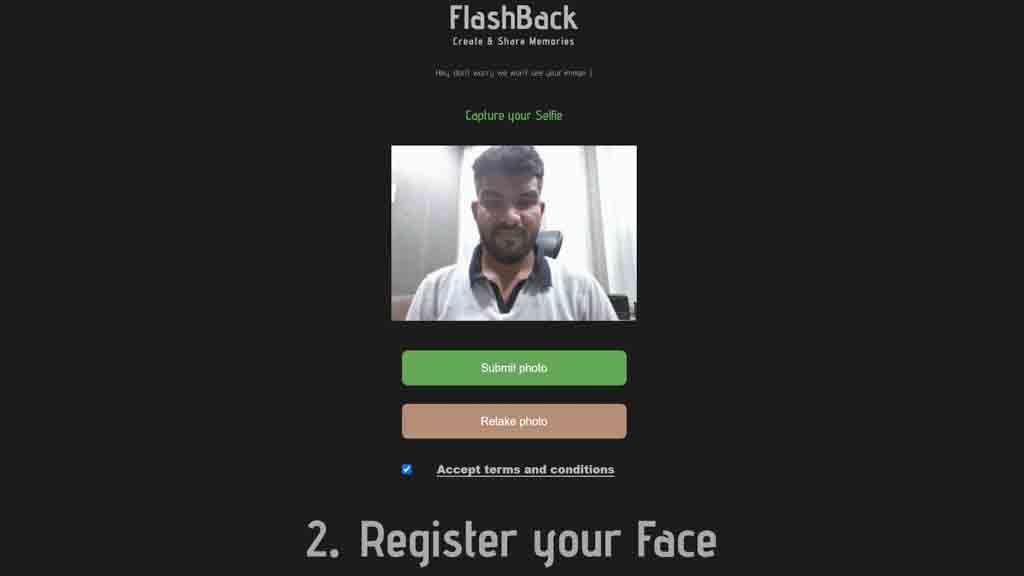 FlashBack
Create & Share Memories
Hey, don't worry we won't see your image :)
Capture your Selfie
Submit photo
Retake photo
Accept terms and conditions
2. Register your Face